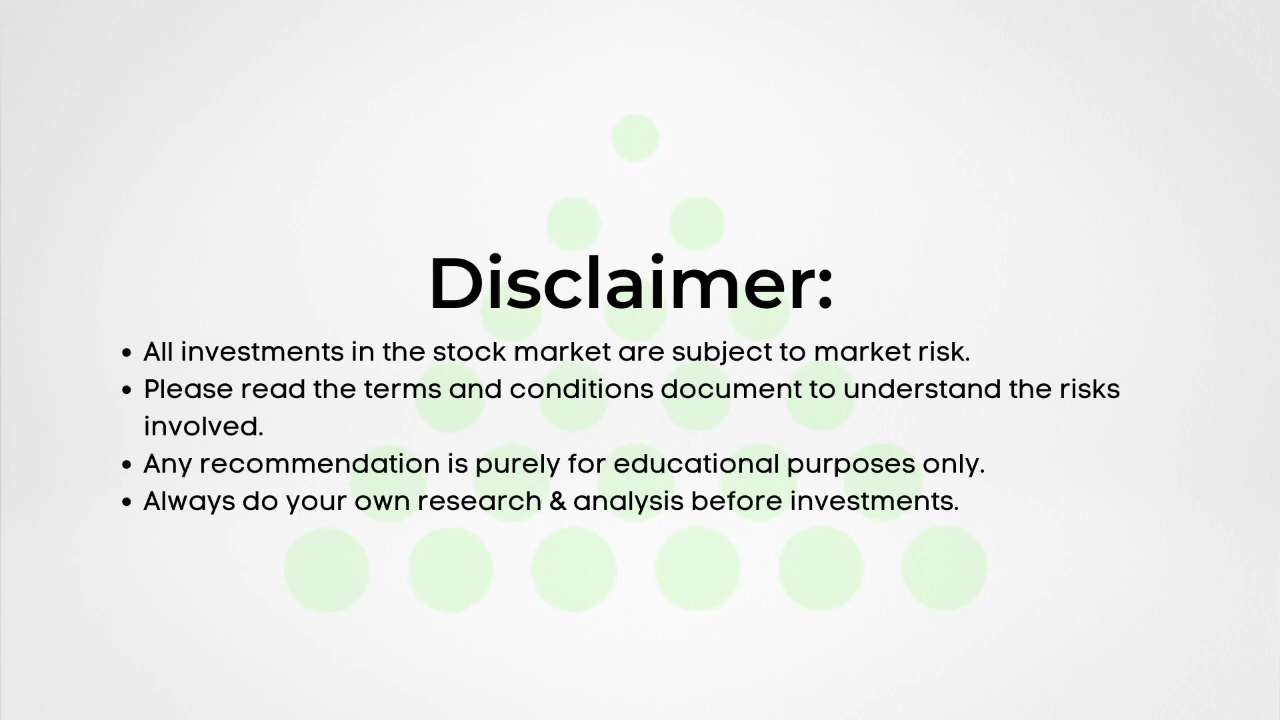 Disclaimer:
• All investments in the stock market are subject to market risk.
• Please read the terms and conditions document to understand the risks
involved.
• Any recommendation is purely for educational purposes only.
• Always do your own research & analysis before investments.